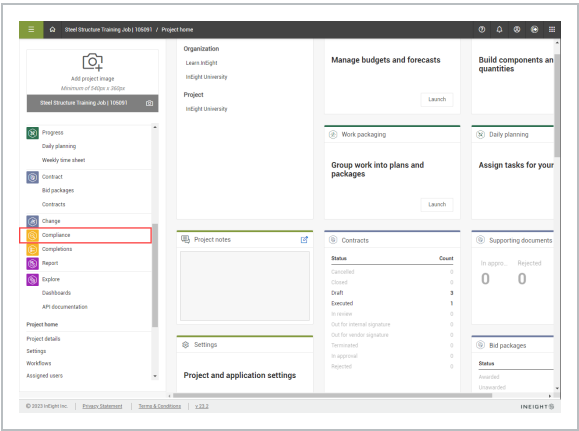 Steel Structure Training Job | 105091 / Project home
Add project image
Minimum of 540px x 360px
Steel Structure Training Job | 105091
Progress
Daily planning
Weekly time sheet
Contract
Bid packages
Contracts
Change
Compliance
Completions
Report
Explore
Dashboards
API documentation
Project home
Project details
Settings
Workflows
Assigned users
Organization
Learn InEight
InEight University
Project
InEight University
Manage budgets and forecasts
Launch
Build components an
quantities
Work packaging
Group work into plans and
packages
Launch
Daily planning
Assign tasks for your
Project notes
Contracts
Status Count
Cancelled 0
Closed 0
Draft 3
Executed 1
In review 0
Out for internal signature 0
Out for vendor signature 0
Terminated 0
In approval 0
Rejected 0
Supporting documents
In appro... Rejected
0 0
Settings
Project and application settings
Bid packages
Status
Awarded
Unawarded
© 2023 InEight Inc Privacy Statement Terms & Conditions v 23.2
INEIGHT